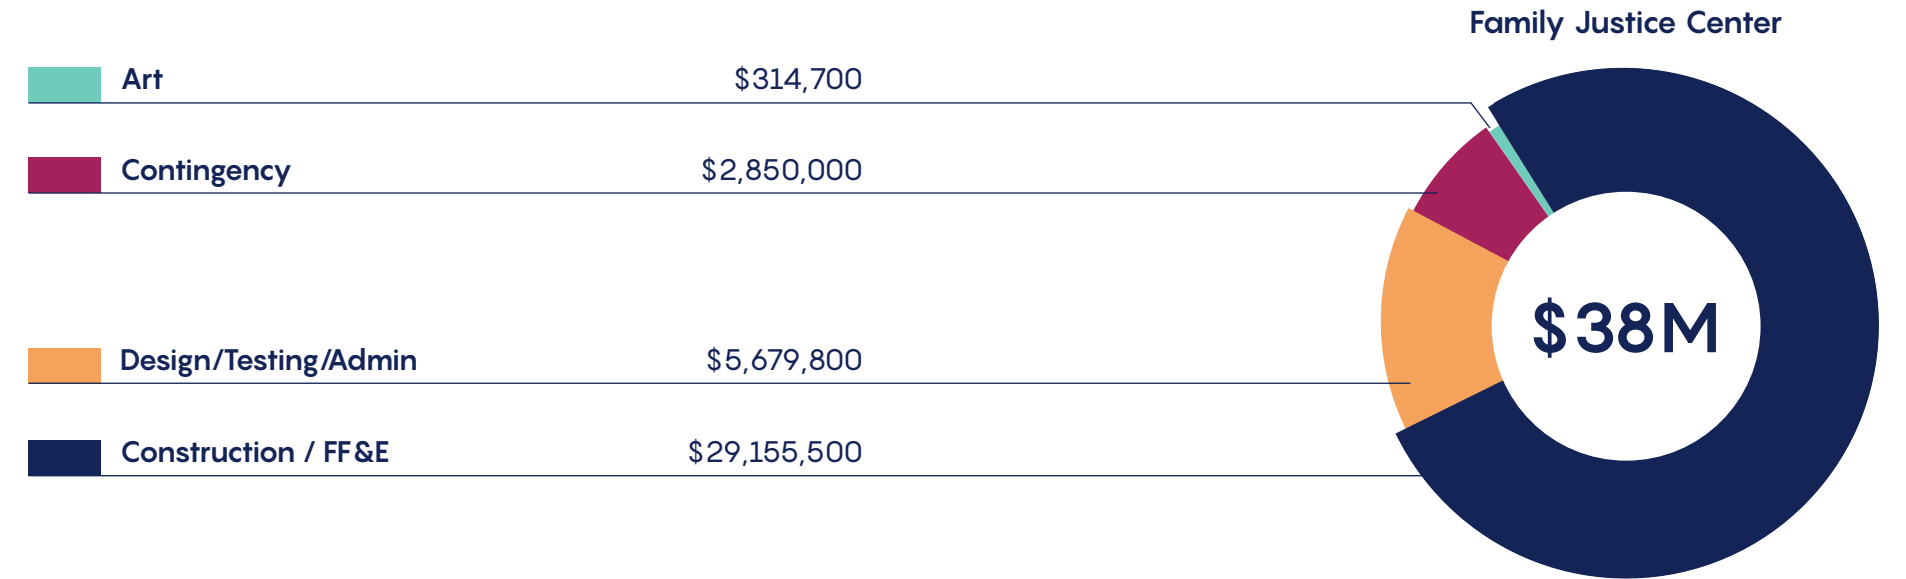 Family Justice Center
Art $314,700
Contingency $2,850,000
Design/Testing/Admin $5,679,800
$38M
Construction / FF&E $29,155,500